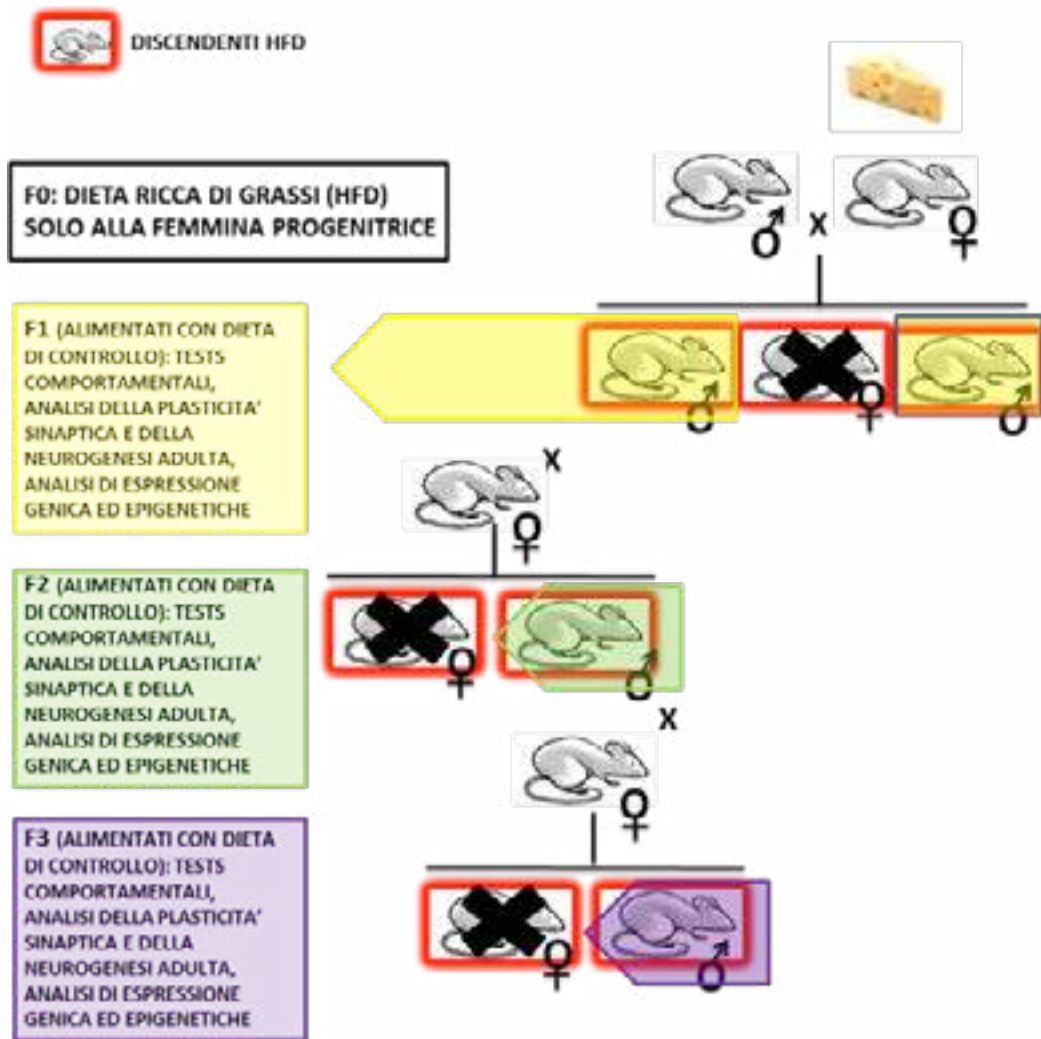 DISCENDENTI HFD
F0: DIETA RICCA DI GRASSI (HFD)
SOLO ALLA FEMMINA PROGENITRICE
♂ X ♀
F1 (ALIMENTATI CON DIETA
DI CONTROLLO): TESTS
COMPORTAMENTALI,
ANALISI DELLA PLASTICITA'
SINAPTICA E DELLA
NEUROGENESI ADULTA,
ANALISI DI ESPRESSIONE
GENICA ED EPIGENETICHE
♂ ♀ ♂
X
♀
F2 (ALIMENTATI CON DIETA
DI CONTROLLO): TESTS
COMPORTAMENTALI,
ANALISI DELLA PLASTICITA'
SINAPTICA E DELLA
NEUROGENESI ADULTA,
ANALISI DI ESPRESSIONE
GENICA ED EPIGENETICHE
♀ ♂
X
♀
F3 (ALIMENTATI CON DIETA
DI CONTROLLO): TESTS
COMPORTAMENTALI,
ANALISI DELLA PLASTICITA'
SINAPTICA E DELLA
NEUROGENESI ADULTA,
ANALISI DI ESPRESSIONE
GENICA ED EPIGENETICHE
♀ ♂